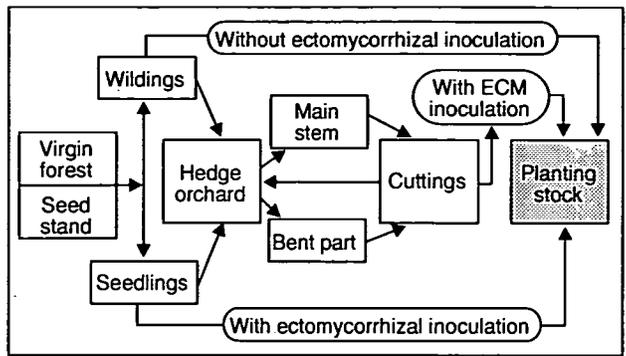 Without ectomycorrhizal inoculation
Wildings
With ECM
inoculation
Main
stem
Virgin
forest
Seed
stand
Hedge
orchard
Cuttings
Planting
stock
Bent part
Seedlings
With ectomycorrhizal inoculation